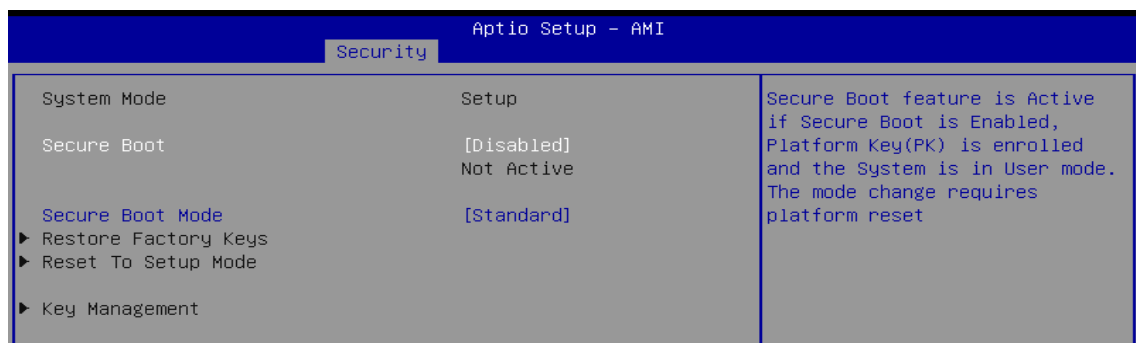 Aptio Setup - AMI
Security
System Mode Setup
Secure Boot [Disabled]
Not Active
Secure Boot Mode [Standard]
Restore Factory Keys
Reset To Setup Mode
Key Management
Secure Boot feature is Active
if Secure Boot is Enabled,
Platform Key(PK) is enrolled
and the System is in User mode.
The mode change requires
platform reset